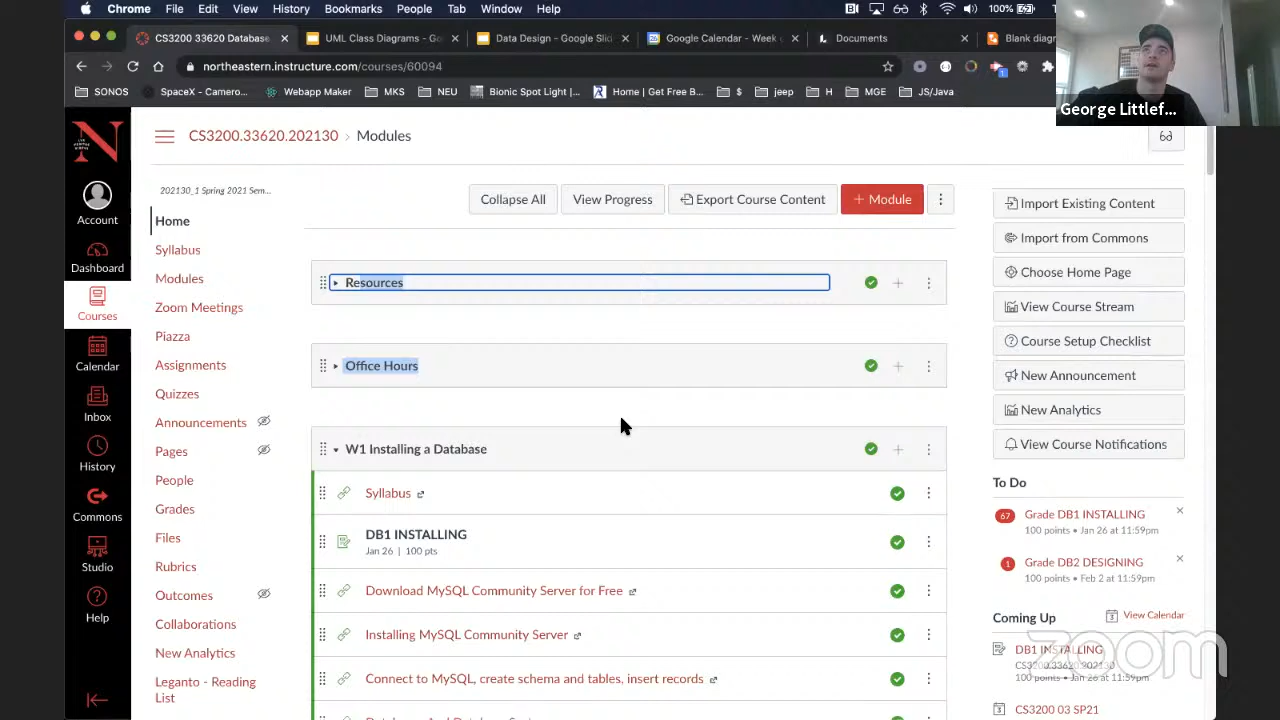 Chrome File Edit View History Bookmarks People Tab Window Help 100%
CS3200 33620 Database × UML Class Diagrams - Go × Data Design - Google Slid × Google Calendar - Week × Documents × Blank diagr
northeastern.instructure.com/courses/60094
SONOS SpaceX - Camero... Webapp Maker MKS NEU Bionic Spot Light |... Home | Get Free B... $ jeep H MGE JS/Java
George Littlef...
CS3200.33620.202130 › Modules
202130_1 Spring 2021 Sem...
Collapse All View Progress Export Course Content + Module
Account
Dashboard
Courses
Calendar
Inbox
History
Commons
Studio
Help
Home
Syllabus
Modules
Zoom Meetings
Piazza
Assignments
Quizzes
Announcements
Pages
People
Grades
Files
Rubrics
Outcomes
Collaborations
New Analytics
Leganto - Reading
List
Resources
Office Hours
W1 Installing a Database
Syllabus
DB1 INSTALLING
Jan 26 | 100 pts
Download MySQL Community Server for Free
Installing MySQL Community Server
Connect to MySQL, create schema and tables, insert records
Import Existing Content
Import from Commons
Choose Home Page
View Course Stream
Course Setup Checklist
New Announcement
New Analytics
View Course Notifications
To Do
67 Grade DB1 INSTALLING
100 points • Jan 26 at 11:59pm
1 Grade DB2 DESIGNING
100 points • Feb 2 at 11:59pm
Coming Up View Calendar
DB1 INSTALLING
CS3200.33620.202130
100 points • Jan 26 at 11:59pm
CS3200 03 SP21
zoom